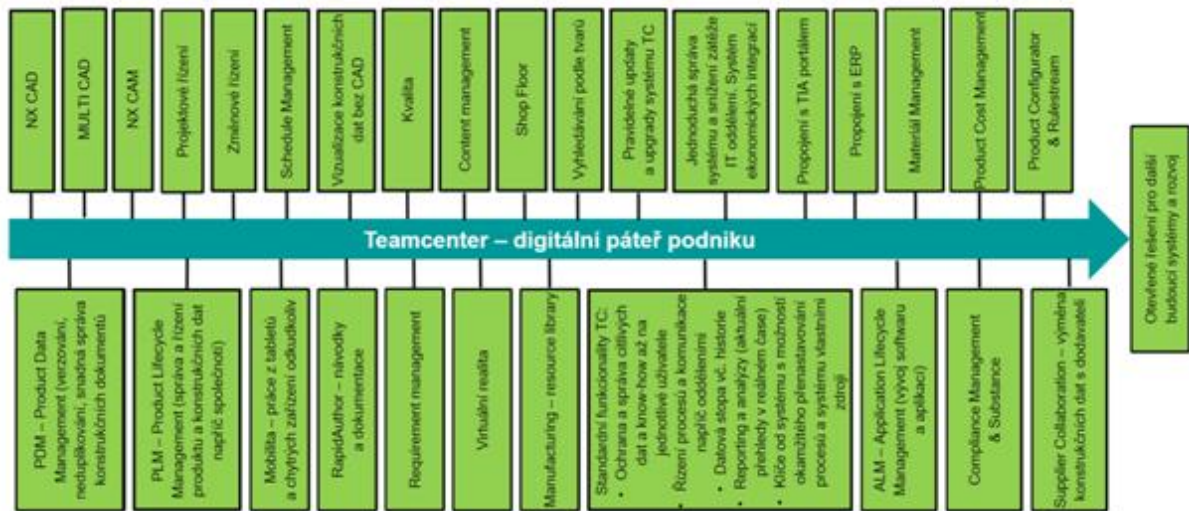 NX CAD
MULTI CAD
NX CAM
Projektové řízení
Změnové řízení
Schedule Management
Vizualizace konstrukčních
dat bez CAD
Kvalita
Content management
Shop Floor
Vyhledávání podle tvarů
Pravidelné updaty
a upgrady systému TC
Jednoduchá správa
systému a snížení zátěže
IT oddělení. Systém
ekonomických integrací
Propojení s TIA portálem
Propojení s ERP
Materiál Management
Product Cost Management
Product Configurator
& Rulestream
Teamcenter – digitální páteř podniku
Otevřené řešení pro další
budoucí systémy a rozvoj
PDM – Product Data
Management (verzování,
neduplikování, snadná správa
konstrukčních dokumentů
PLM – Product Lifecycle
Management (správa a řízení
produktu a konstrukčních dat
napříč společností)
Mobilita – práce z tabletů
a chytrých zařízení odkudkoliv
RapidAuthor – návodky
a dokumentace
Requirement management
Virtuální realita
Manufacturing – resource library
Standardní funkcionality TC:
• Ochrana a správa citlivých
dat a know-how až na
jednotlivé uživatele
• Řízení procesů a komunikace
napříč odděleními
• Datová stopa vč. historie
• Reporting a analýzy (aktuální
přehledy v reálném čase)
• Klíče od systému s možností
okamžitého přenastavování
procesů a systému vlastními
zdroji
ALM – Application Lifecycle
Management (vývoj softwaru
a aplikací)
Compliance Management
& Substance
Supplier Collaboration – výměna
konstrukčních dat s dodavateli